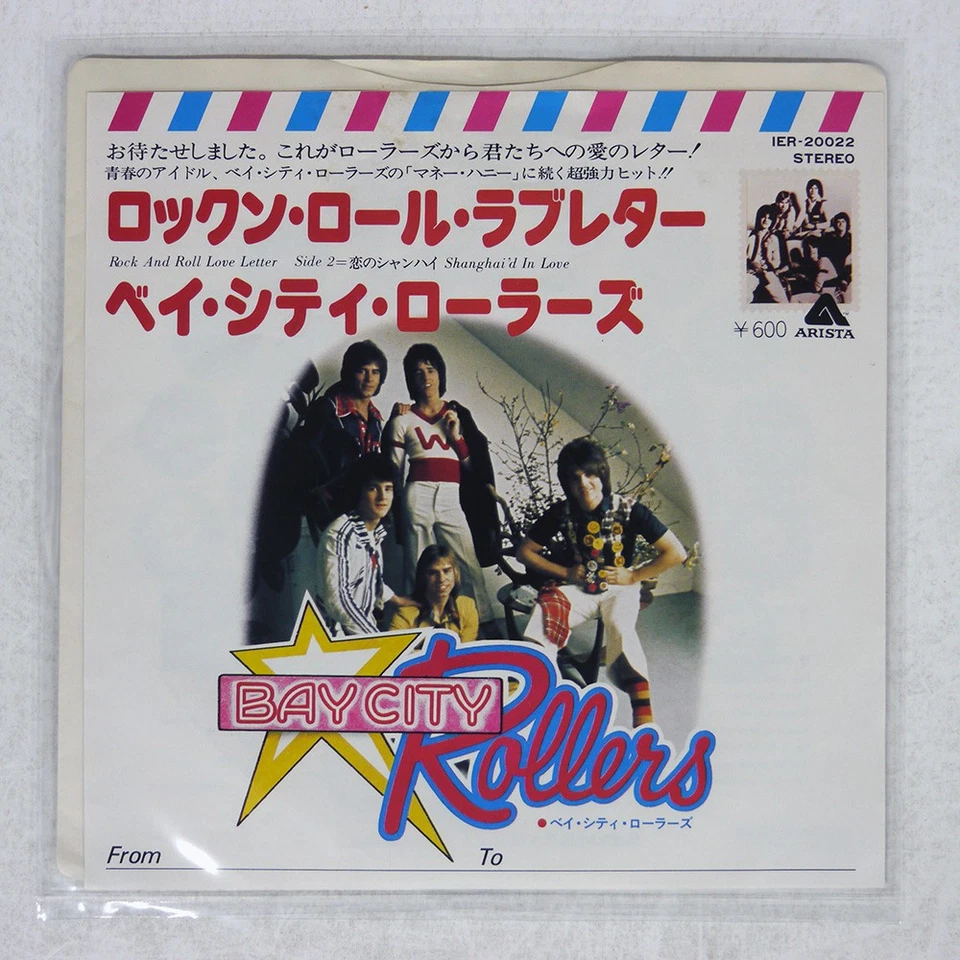 IER-20022
STEREO
お待たせしました。これがローラーズから君たちへの愛のレター!
青春のアイドル、ベイ・シティ・ローラーズの「マネー・ハニー」に続く超強力ヒット!!
ロックン・ロール・ラブレター
Rock And Roll Love Letter Side 2=恋のシャンハイ Shanghai'd In Love
ベイ・シティ・ローラーズ
¥600 ARISTA
W
BAY CITY
Rollers
●ベイ・シティ・ローラーズ
From To